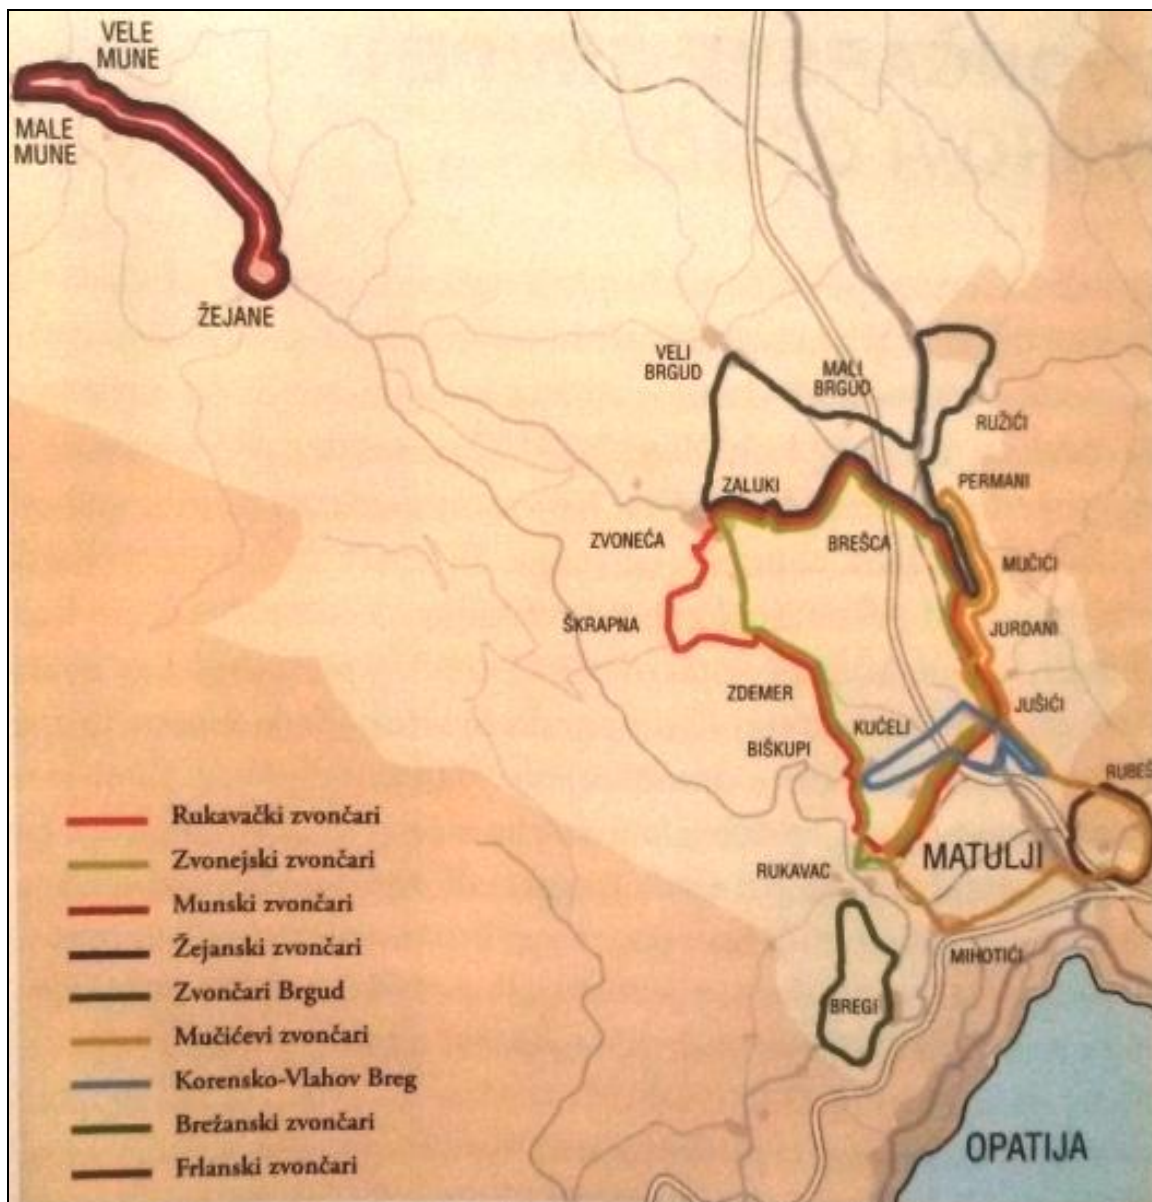 VELE
MUNE
MALE
MUNE
ŽEJANE
VELI
BRGUD
MALI
BRGUD
RUŽIĆI
PERMANI
ZALUKI
ZVONEĆA
BREŠCA
MUČIĆI
ŠKRAPNA
JURDANI
ZDEMER
JUŠIĆI
KUĆELI
BIŠKUPI
RUBEŠ
Rukavački zvončari
Zvonejski zvončari
MATULJI
RUKAVAC
Munski zvončari
Žejanski zvončari
MIHOTIĆI
Zvončari Brgud
BREGI
Mučićevi zvončari
Korensko-Vlahov Breg
Brežanski zvončari
OPATIJA
Frlanski zvončari